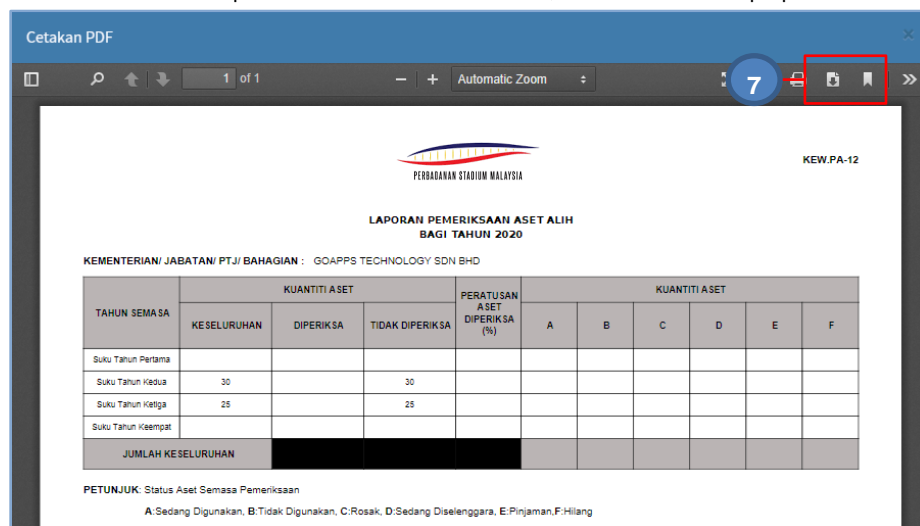 Cetakan PDF
1 of 1
Automatic Zoom
7
PERBADANAN STADIUM MALAYSIA
KEW.PA-12
LAPORAN PEMERIKSAAN ASET ALIH
BAGI TAHUN 2020
KEMENTERIAN/ JABATAN/ PTJ/ BAHAGIAN : GOAPPS TECHNOLOGY SDN BHD
TAHUN SEMASA
KUANTITI ASET
PERATUSAN
ASET
DIPERIKSA
(%)
KUANTITI ASET
KESELURUHAN DIPERIKSA TIDAK DIPERIKSA A B C D E F
Suku Tahun Pertama
Suku Tahun Kedua 30 30
Suku Tahun Ketiga 25 25
Suku Tahun Keempat
JUMLAH KESELURUHAN
PETUNJUK: Status Aset Semasa Pemeriksaan
A:Sedang Digunakan, B:Tidak Digunakan, C:Rosak, D:Sedang Diselenggara, E:Pinjaman,F:Hilang